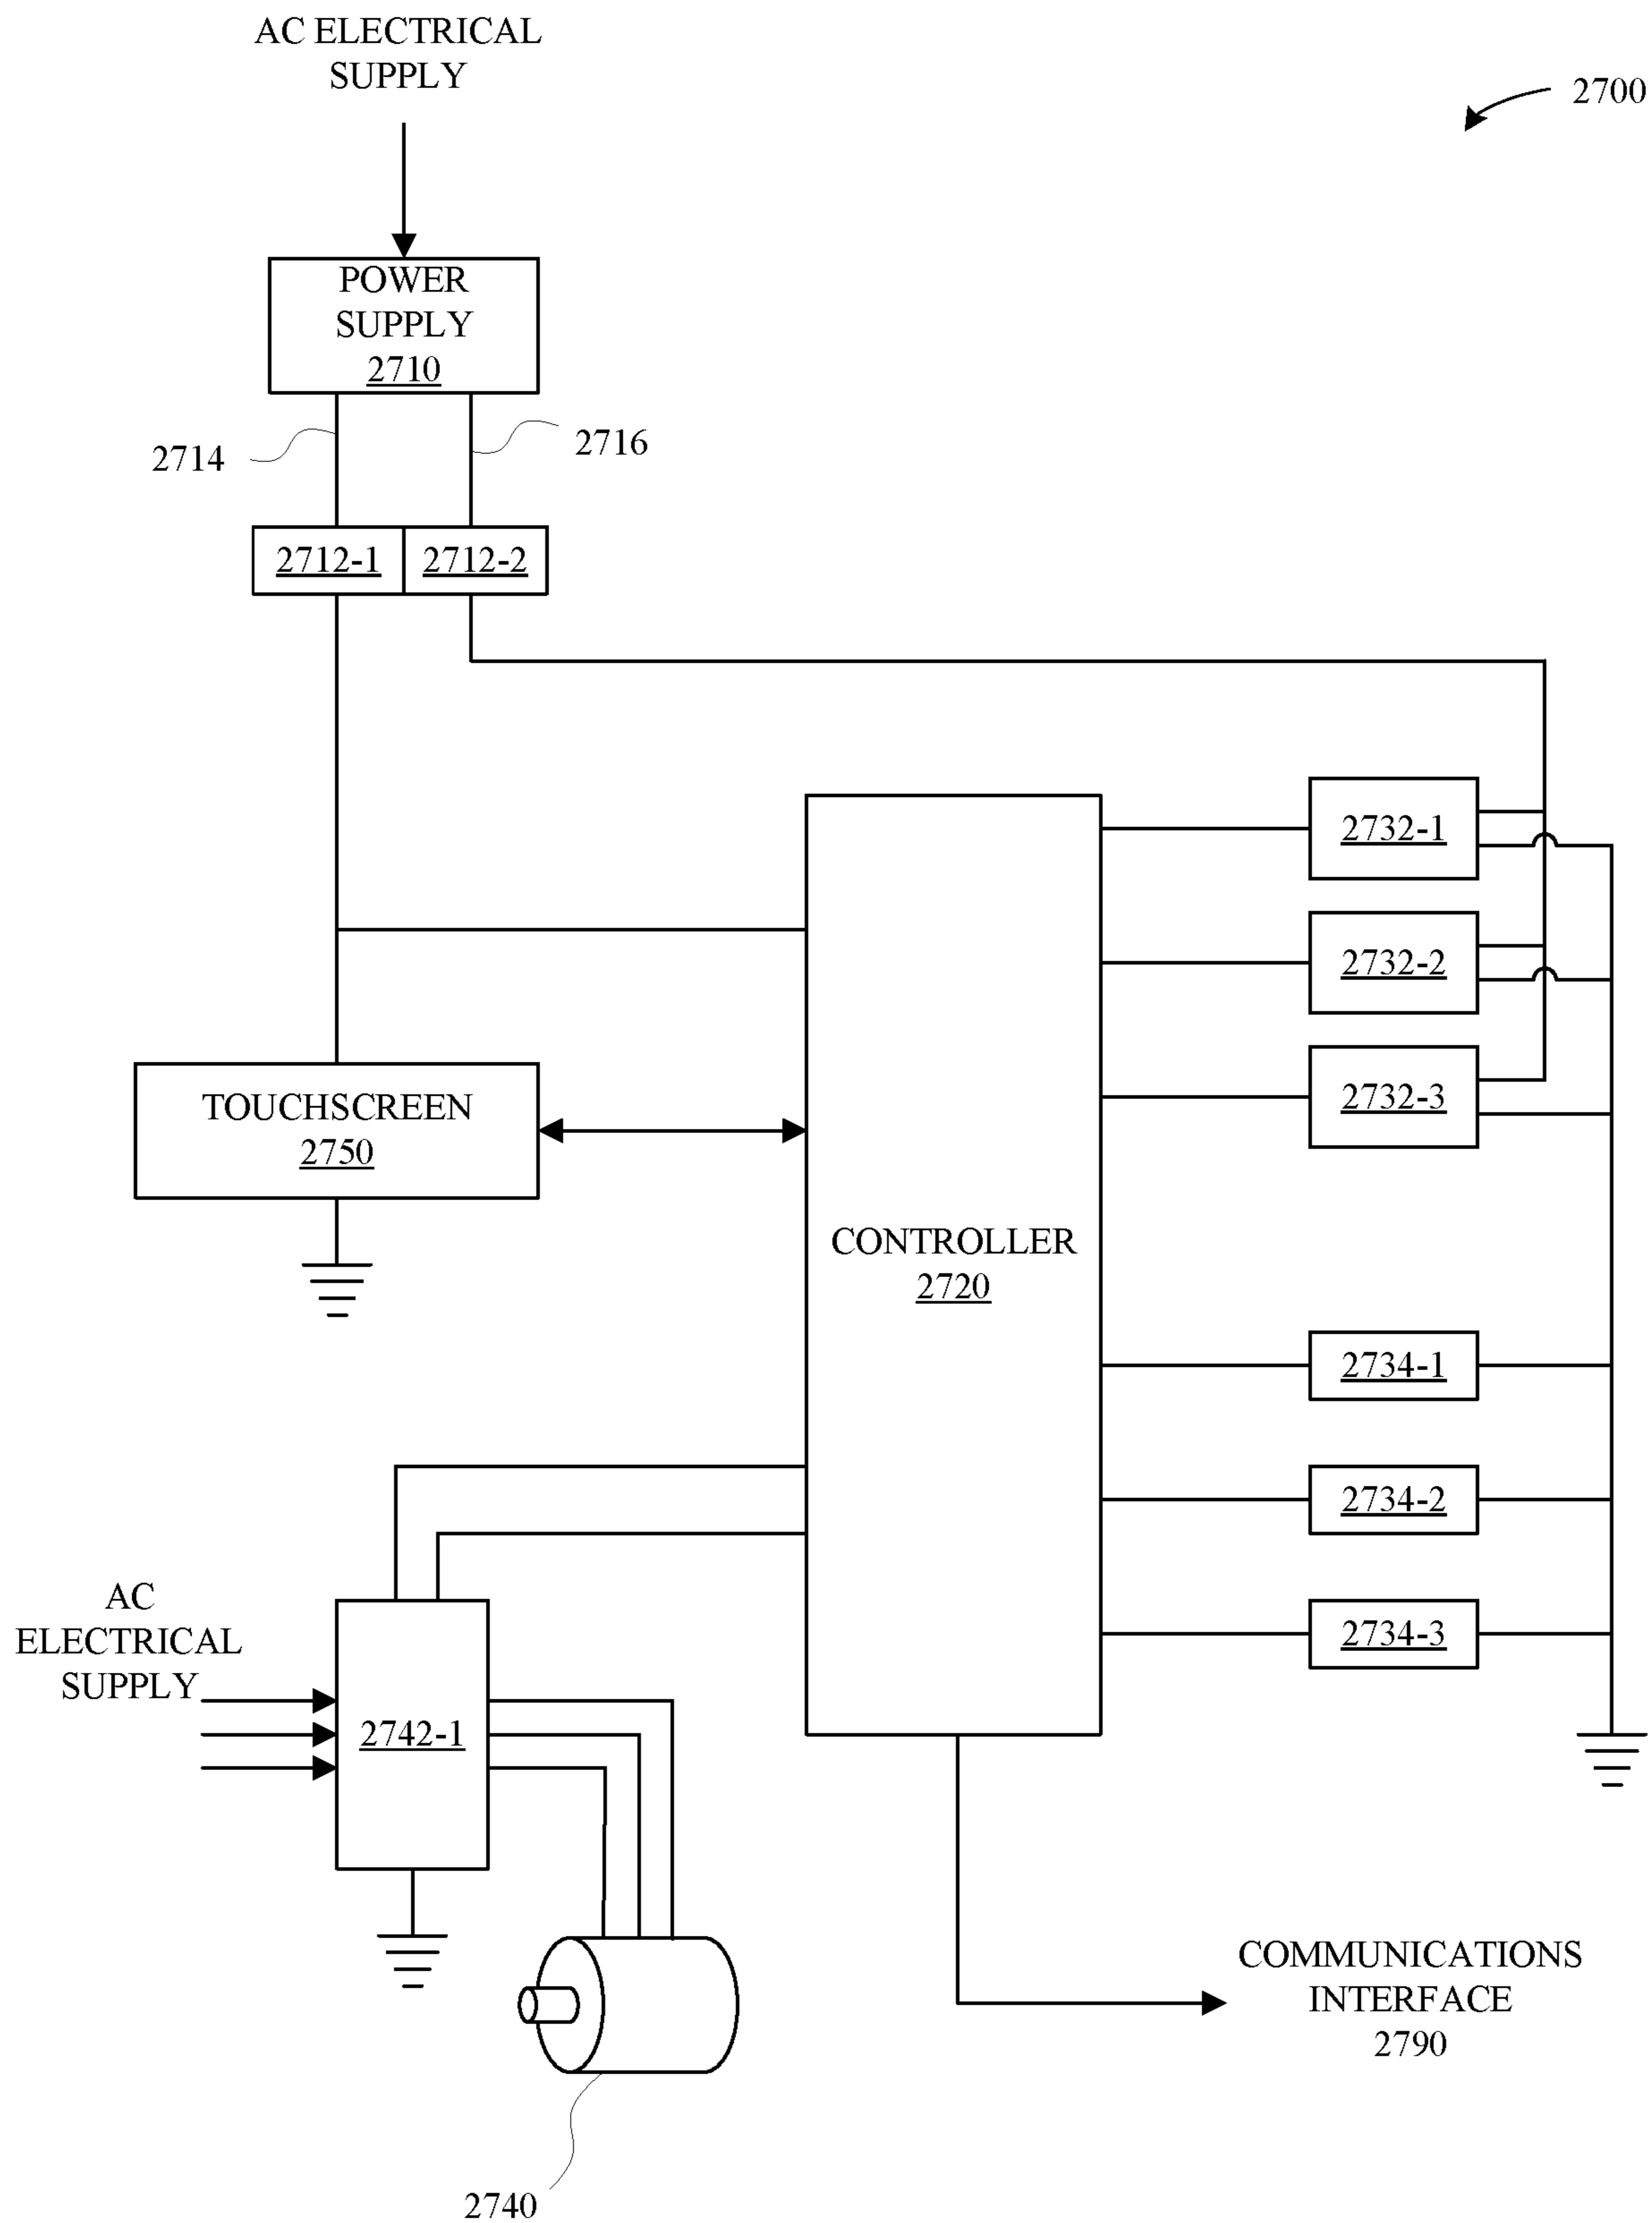 AC ELECTRICAL
SUPPLY
2700
POWER
SUPPLY
2710
2714
2716
2712-1
2712-2
2732-1
2732-2
2732-3
TOUCHSCREEN
2750
CONTROLLER
2720
2734-1
2734-2
2734-3
AC
ELECTRICAL
SUPPLY
2742-1
COMMUNICATIONS
INTERFACE
2790
2740